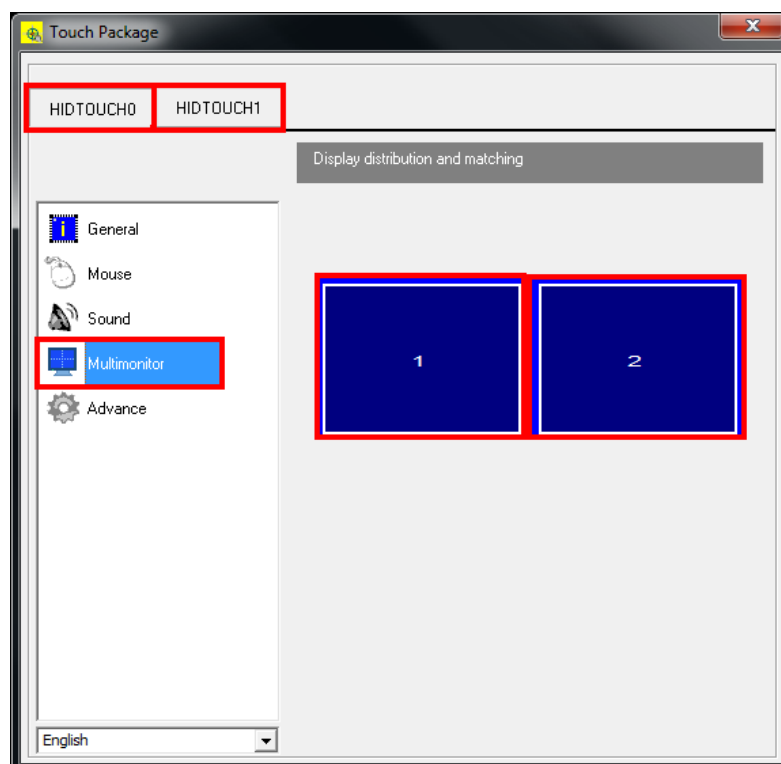 Touch Package
HIDTOUCH0
HIDTOUCH1
Display distribution and matching
General
Mouse
Sound
Multimonitor
Advance
1
2
English